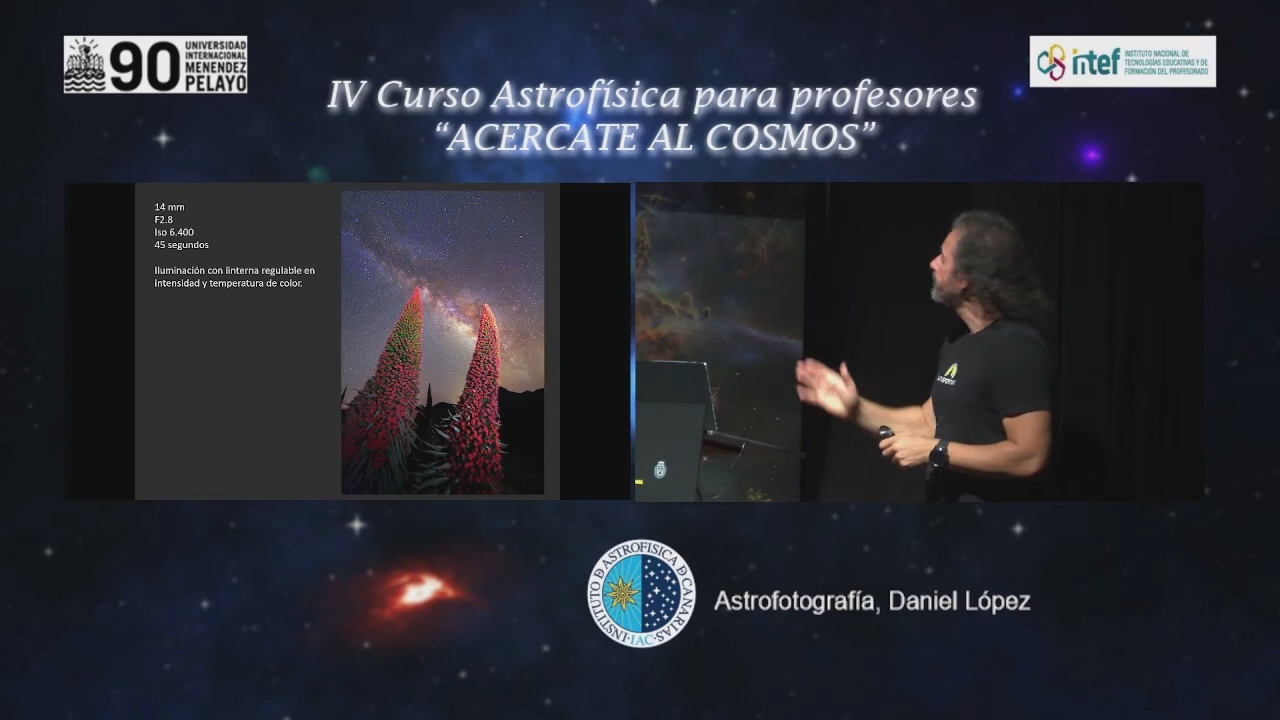 90
UNIVERSIDAD
INTERNACIONAL
MENENDEZ
PELAYO
intef
INSTITUTO NACIONAL DE
TECNOLOGÍAS EDUCATIVAS Y DE
FORMACIÓN DEL PROFESORADO
IV Curso Astrofísica para profesores
“ACERCATE AL COSMOS”
14 mm
F2.8
Iso 6.400
45 segundos
Iluminación con linterna regulable en
intensidad y temperatura de color.
INSTITUTO D ASTROFISICA D CANARIAS
·IAC·
Astrofotografía, Daniel López